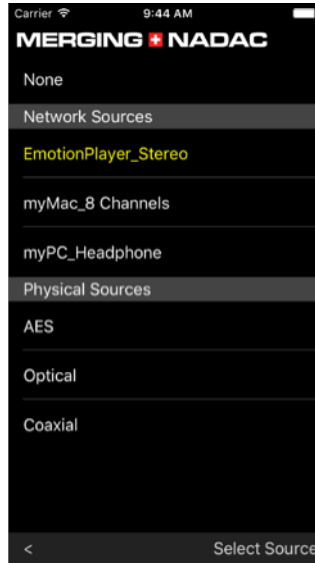 Carrier 9:44 AM
MERGING NADAC
None
Network Sources
EmotionPlayer_Stereo
myMac_8 Channels
myPC_Headphone
Physical Sources
AES
Optical
Coaxial
< Select Source